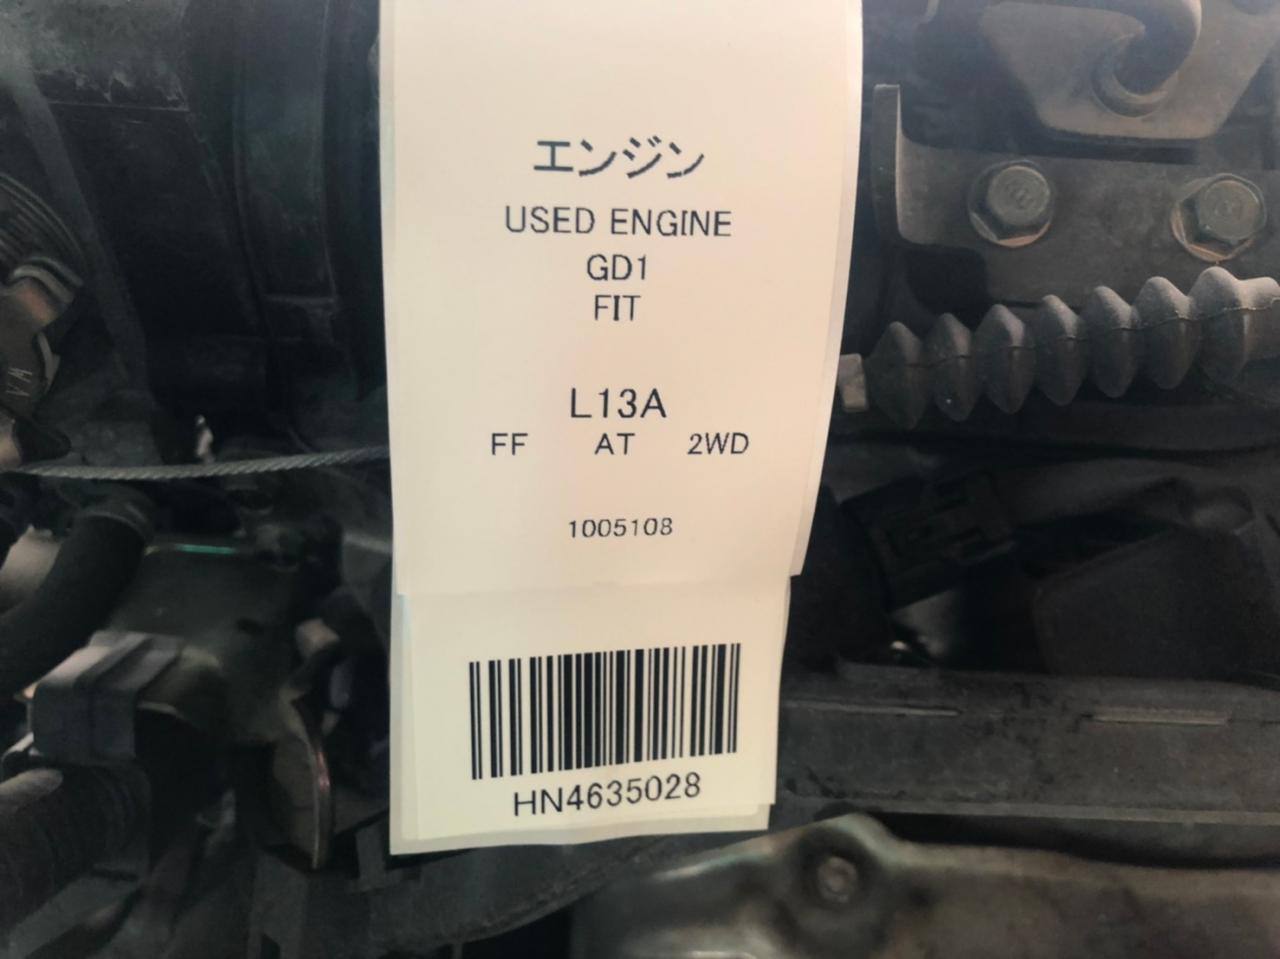 エンジン
USED ENGINE
GD1
FIT
L13A
FF AT 2WD
1005108
HN4635028